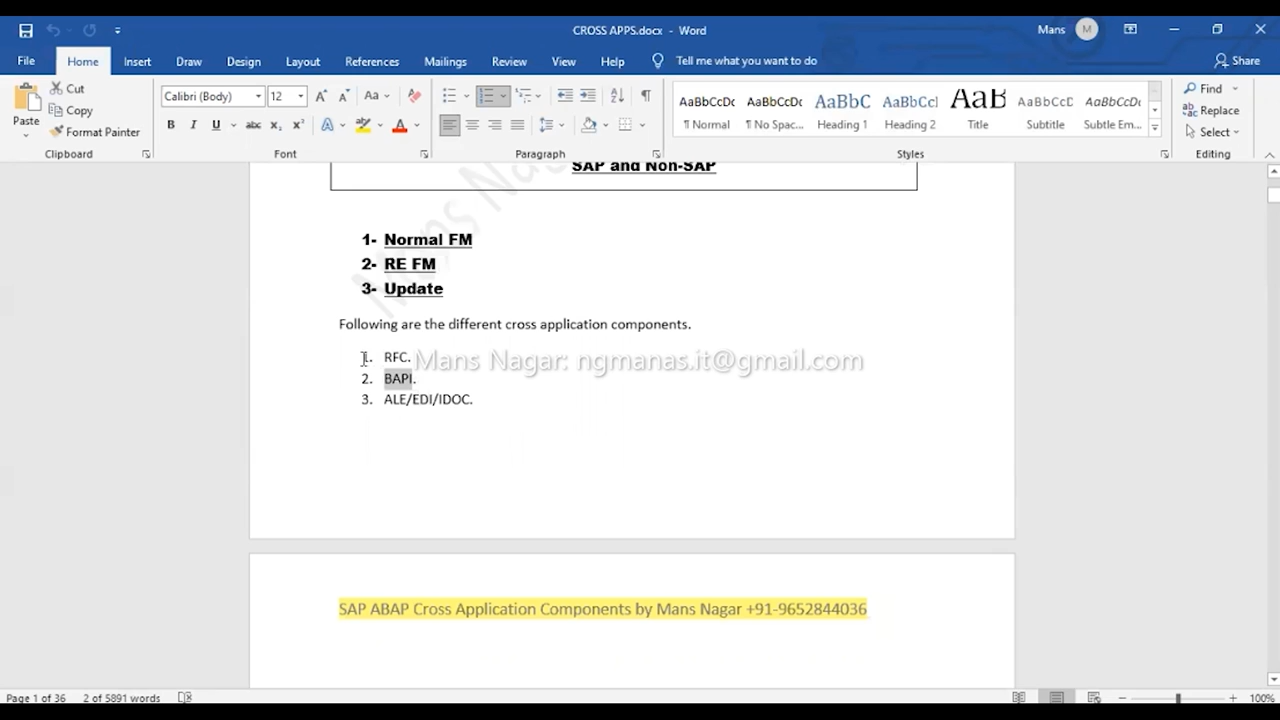 CROSS APPS.docx - Word
Mans
M
File Home Insert Draw Design Layout References Mailings Review View Help Tell me what you want to do Share
Paste
Cut
Copy
Format Painter
Clipboard
Calibri (Body) 12
Font
Paragraph
AaBbCcDc AaBbCcDc AaBbC AaBbCcI AaB AaBbCcD AaBbCcDc
¶ Normal ¶ No Spac... Heading 1 Heading 2 Title Subtitle Subtle Em...
Styles
Find
Replace
Select
Editing
SAP and Non-SAP
1- Normal FM
2- RE FM
3- Update
Following are the different cross application components.
1. RFC.
Mans Nagar: ngmanas.it@gmail.com
2. BAPI.
3. ALE/EDI/IDOC.
SAP ABAP Cross Application Components by Mans Nagar +91-9652844036
Page 1 of 36 2 of 5891 words 100%